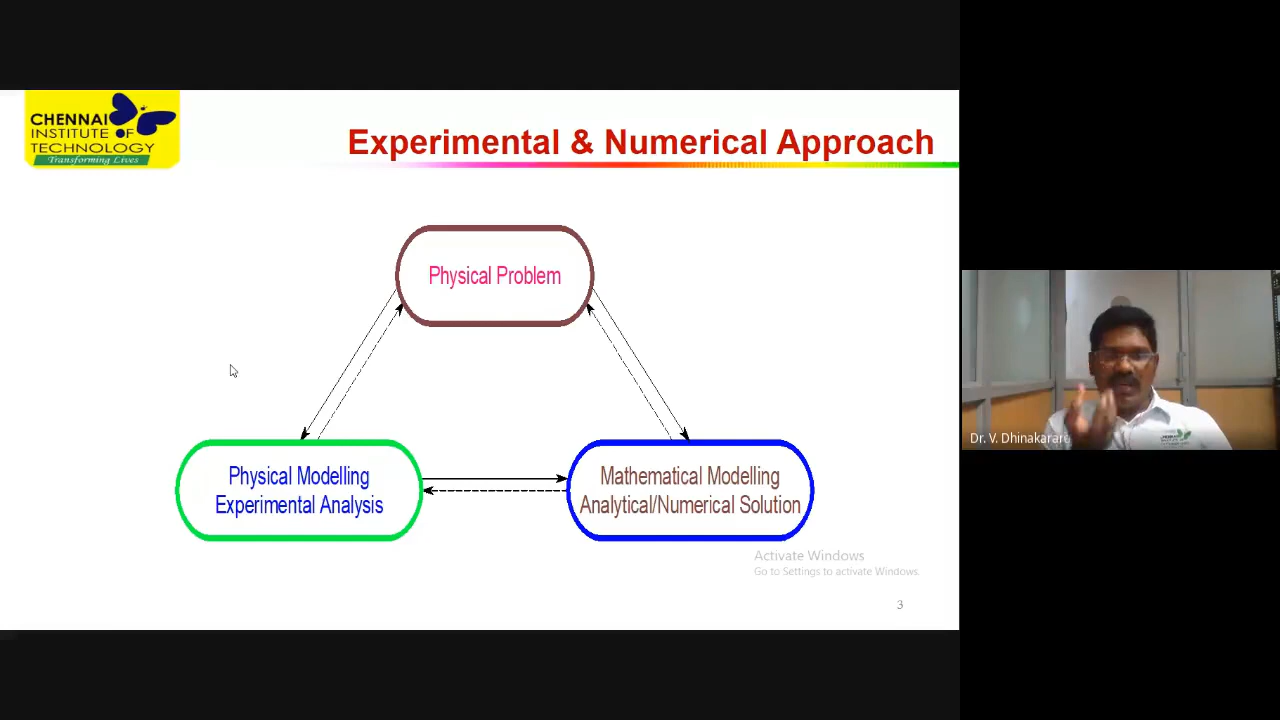 CHENNAI
INSTITUTE OF
TECHNOLOGY
Transforming Lives
Experimental & Numerical Approach
Physical Problem
Physical Modelling
Experimental Analysis
Mathematical Modelling
Analytical/Numerical Solution
Activate Windows
Go to Settings to activate Windows.
3
Dr. V. Dhinakaran